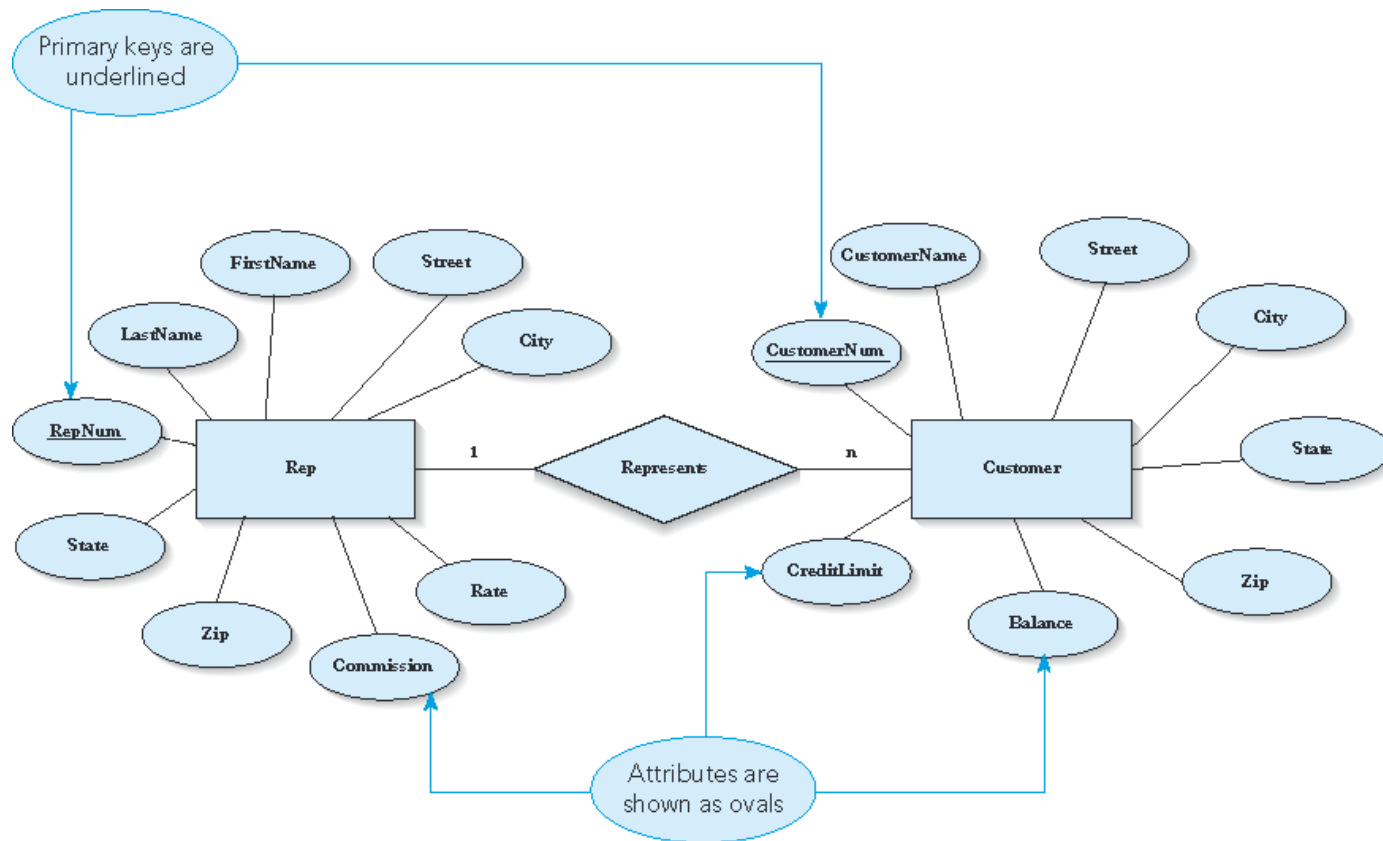 Primary keys are
underlined
FirstName
Street
LastName
City
RepNum
Rep
State
Zip
Commission
Rate
1
Represents
n
CustomerName
Street
CustomerNum
City
Customer
State
CreditLimit
Balance
Zip
Attributes are
shown as ovals